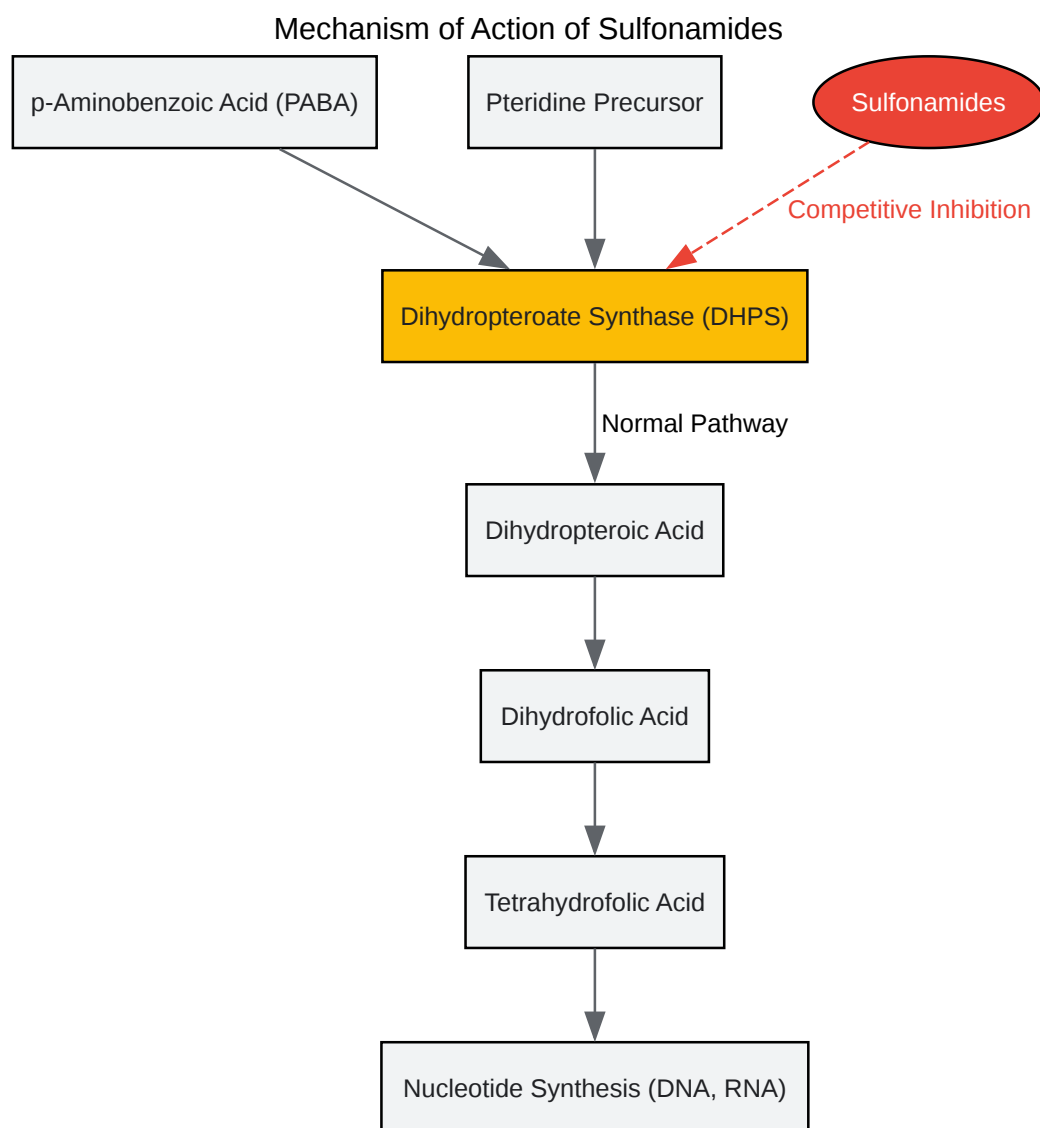 Mechanism of Action of Sulfonamides
p-Aminobenzoic Acid (PABA)
Pteridine Precursor
Sulfonamides
Competitive Inhibition
Dihydropteroate Synthase (DHPS)
Normal Pathway
Dihydropteroic Acid
Dihydrofolic Acid
Tetrahydrofolic Acid
Nucleotide Synthesis (DNA, RNA)